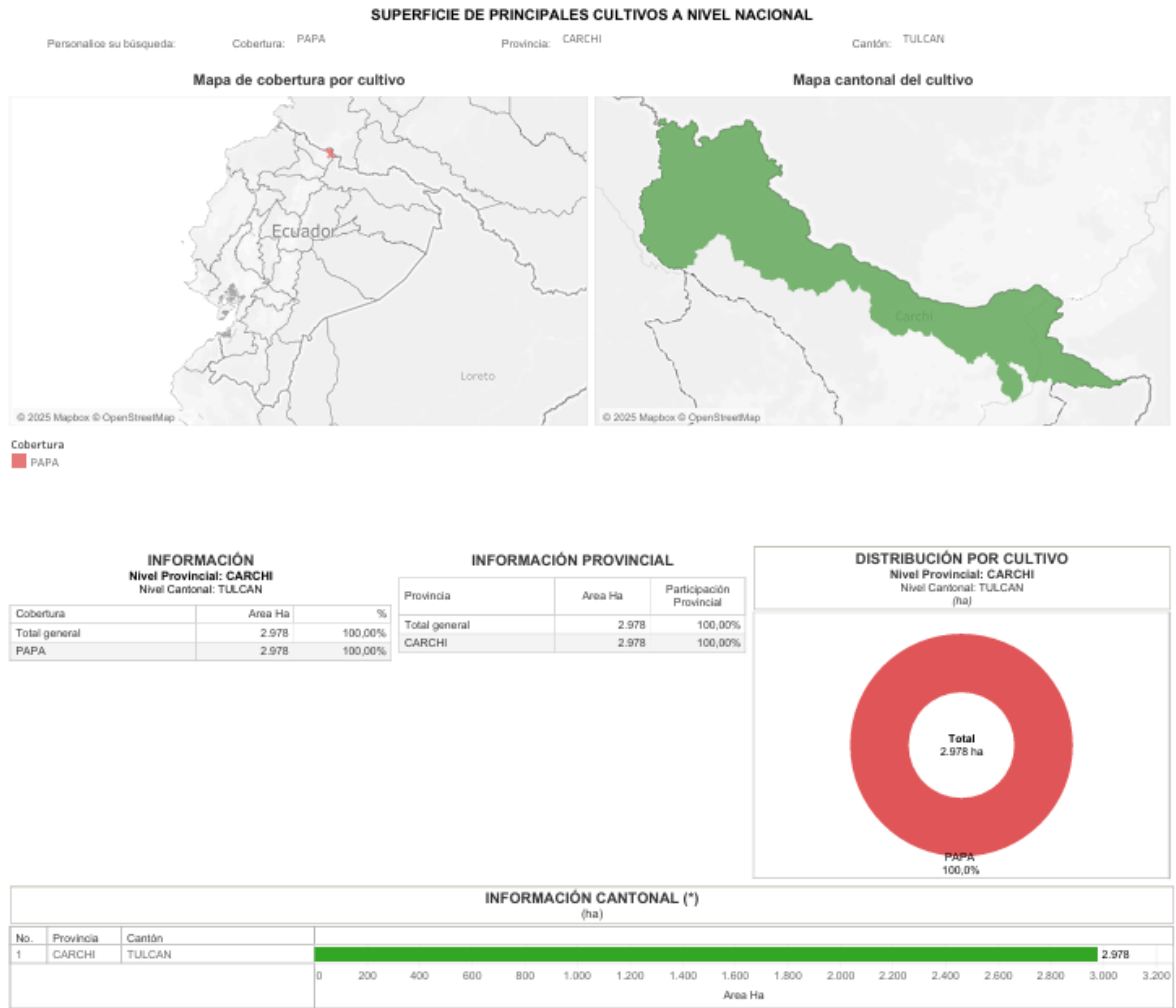 SUPERFICIE DE PRINCIPALES CULTIVOS A NIVEL NACIONAL
Personalice su búsqueda: Cobertura: PAPA Provincia: CARCHI Cantón: TULCAN
Mapa de cobertura por cultivo
Ecuador
Loreto
© 2025 Mapbox © OpenStreetMap
Mapa cantonal del cultivo
Carchi
© 2025 Mapbox © OpenStreetMap
Cobertura
PAPA
INFORMACIÓN
Nivel Provincial: CARCHI
Nivel Cantonal: TULCAN
Cobertura Area Ha %
Total general 2.978 100,00%
PAPA 2.978 100,00%
INFORMACIÓN PROVINCIAL
Provincia Area Ha Participación
Provincial
Total general 2.978 100,00%
CARCHI 2.978 100,00%
DISTRIBUCIÓN POR CULTIVO
Nivel Provincial: CARCHI
Nivel Cantonal: TULCAN
(ha)
Total
2.978 ha
PAPA
100,0%
INFORMACIÓN CANTONAL (*)
(ha)
No. Provincia Cantón
1 CARCHI TULCAN 2.978
0 200 400 600 800 1.000 1.200 1.400 1.600 1.800 2.000 2.200 2.400 2.600 2.800 3.000 3.200
Area Ha